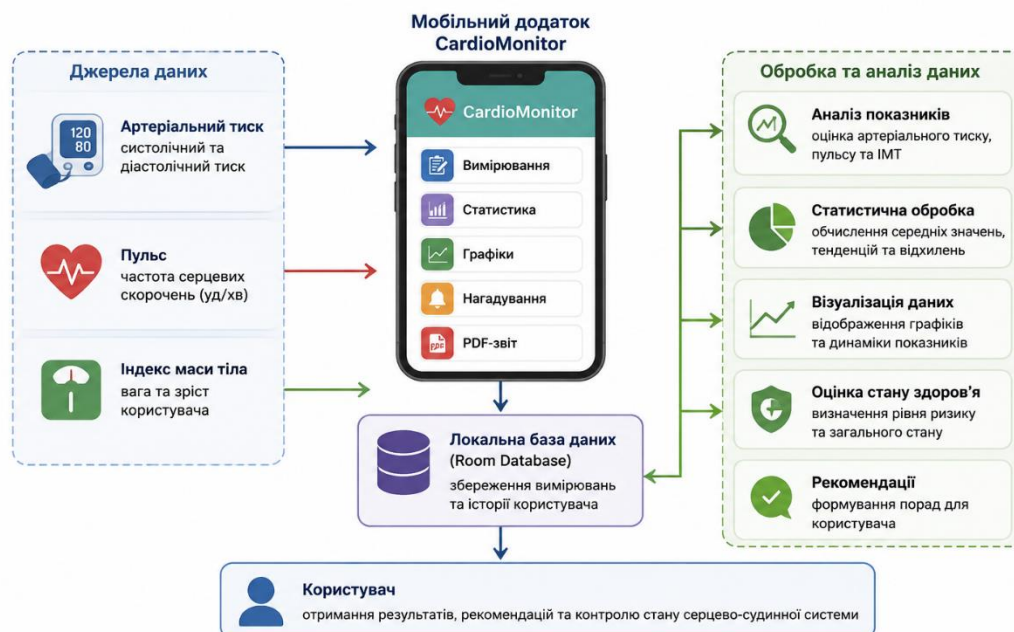 Мобільний додаток
CardioMonitor
Джерела даних
Артеріальний тиск
систолічний та
діастолічний тиск
120
80
Пульс
частота серцевих
скорочень (уд/хв)
Індекс маси тіла
вага та зріст
користувача
CardioMonitor
Вимірювання
Статистика
Графіки
Нагадування
PDF
PDF-звіт
Локальна база даних
(Room Database)
збереження вимірювань
та історії користувача
Обробка та аналіз даних
Аналіз показників
оцінка артеріального тиску,
пульсу та ІМТ
Статистична обробка
обчислення середніх значень,
тенденцій та відхилень
Візуалізація даних
відображення графіків
та динаміки показників
Оцінка стану здоров’я
визначення рівня ризику
та загального стану
Рекомендації
формування порад для
користувача
Користувач
отримання результатів, рекомендацій та контролю стану серцево-судинної системи